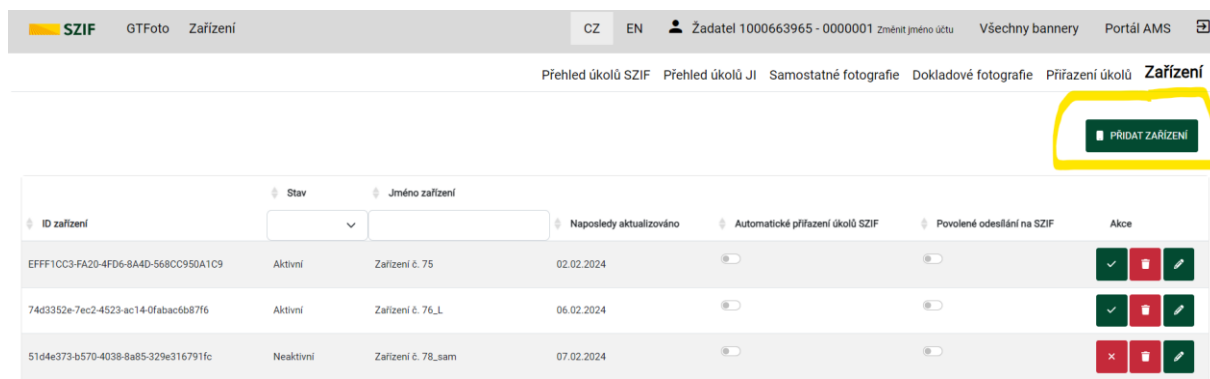 SZIF GTFoto Zařízení CZ EN Žadatel 1000663965 - 0000001 Změnit jméno účtu Všechny bannery Portál AMS
Přehled úkolů SZIF Přehled úkolů JI Samostatné fotografie Dokladové fotografie Přiřazení úkolů Zařízení
PŘIDAT ZAŘÍZENÍ
Stav Jméno zařízení
ID zařízení Naposledy aktualizováno Automatické přiřazení úkolů SZIF Povolené odesílání na SZIF Akce
EFFF1CC3-FA20-4FD6-8A4D-568CC950A1C9 Aktivní Zařízení č. 75 02.02.2024
74d3352e-7ec2-4523-ac14-0fabac6b87f6 Aktivní Zařízení č. 76_L 06.02.2024
51d4e373-b570-4038-8a85-329e316791fc Neaktivní Zařízení č. 78_sam 07.02.2024